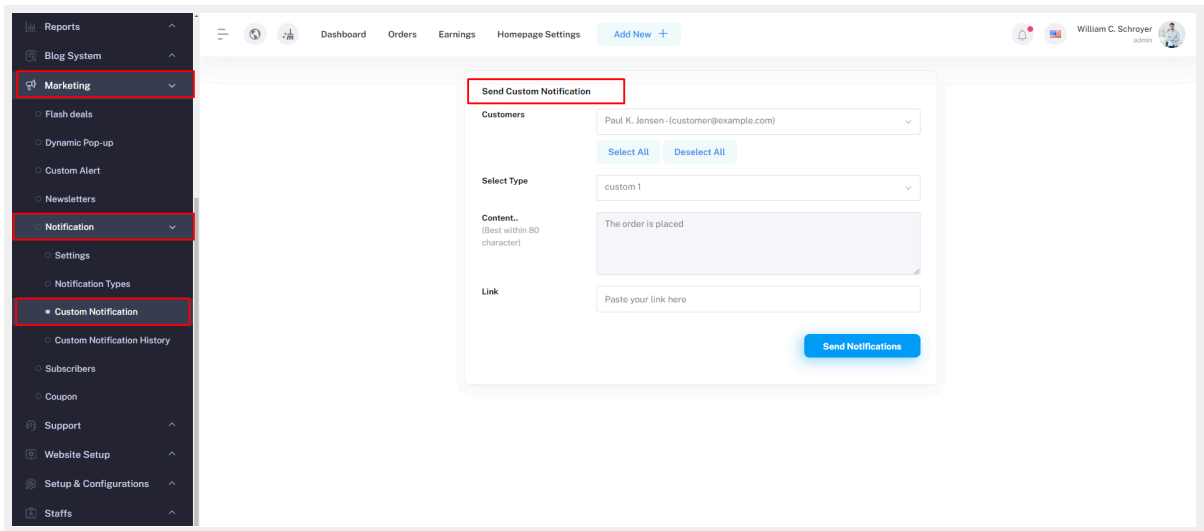 Reports
Blog System
Marketing
Flash deals
Dynamic Pop-up
Custom Alert
Newsletters
Notification
Settings
Notification Types
Custom Notification
Custom Notification History
Subscribers
Coupon
Support
Website Setup
Setup & Configurations
Staffs
Dashboard Orders Earnings Homepage Settings Add New +
William C. Schroyer
admin
Send Custom Notification
Customers
Paul K. Jensen-(customer@example.com)
Select All Deselect All
Select Type
custom 1
Content..
(Best within 80
character)
The order is placed
Link
Paste your link here
Send Notifications